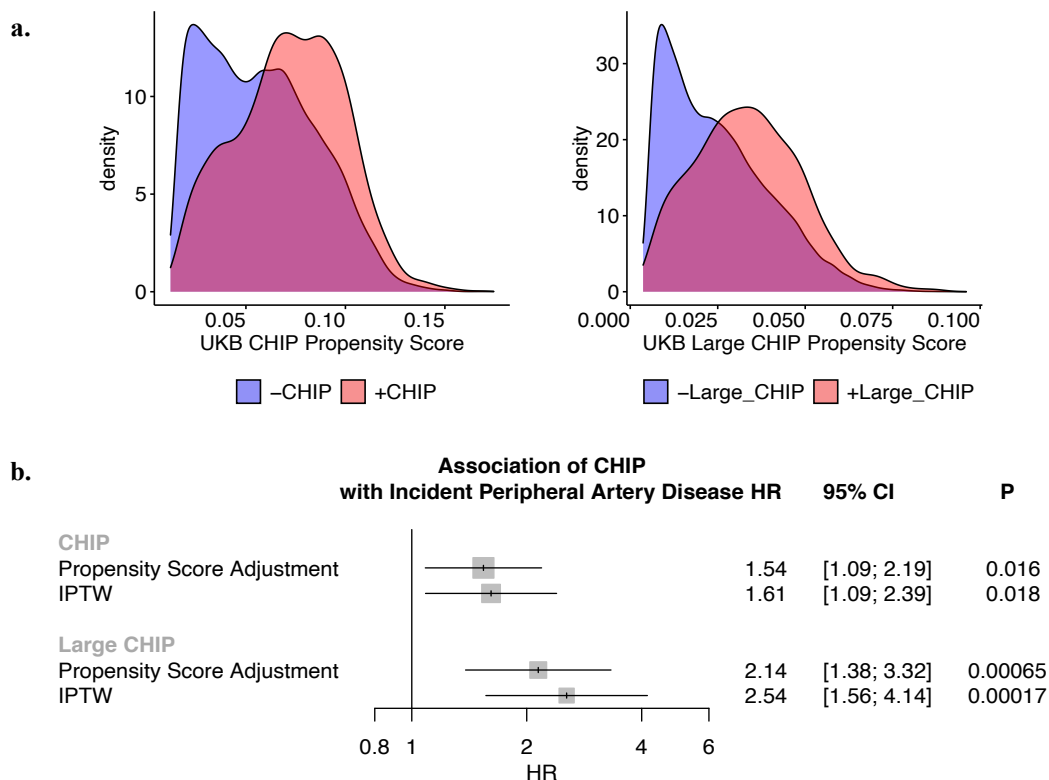 a.
density
10
5
0
0.05 0.10 0.15
UKB CHIP Propensity Score
−CHIP +CHIP
density
30
20
10
0
0.000 0.025 0.050 0.075 0.100
UKB Large CHIP Propensity Score
−Large_CHIP +Large_CHIP
b.
Association of CHIP
with Incident Peripheral Artery Disease HR 95% CI P
CHIP
Propensity Score Adjustment 1.54 [1.09; 2.19] 0.016
IPTW 1.61 [1.09; 2.39] 0.018
Large CHIP
Propensity Score Adjustment 2.14 [1.38; 3.32] 0.00065
IPTW 2.54 [1.56; 4.14] 0.00017
0.8 1 2 4 6
HR